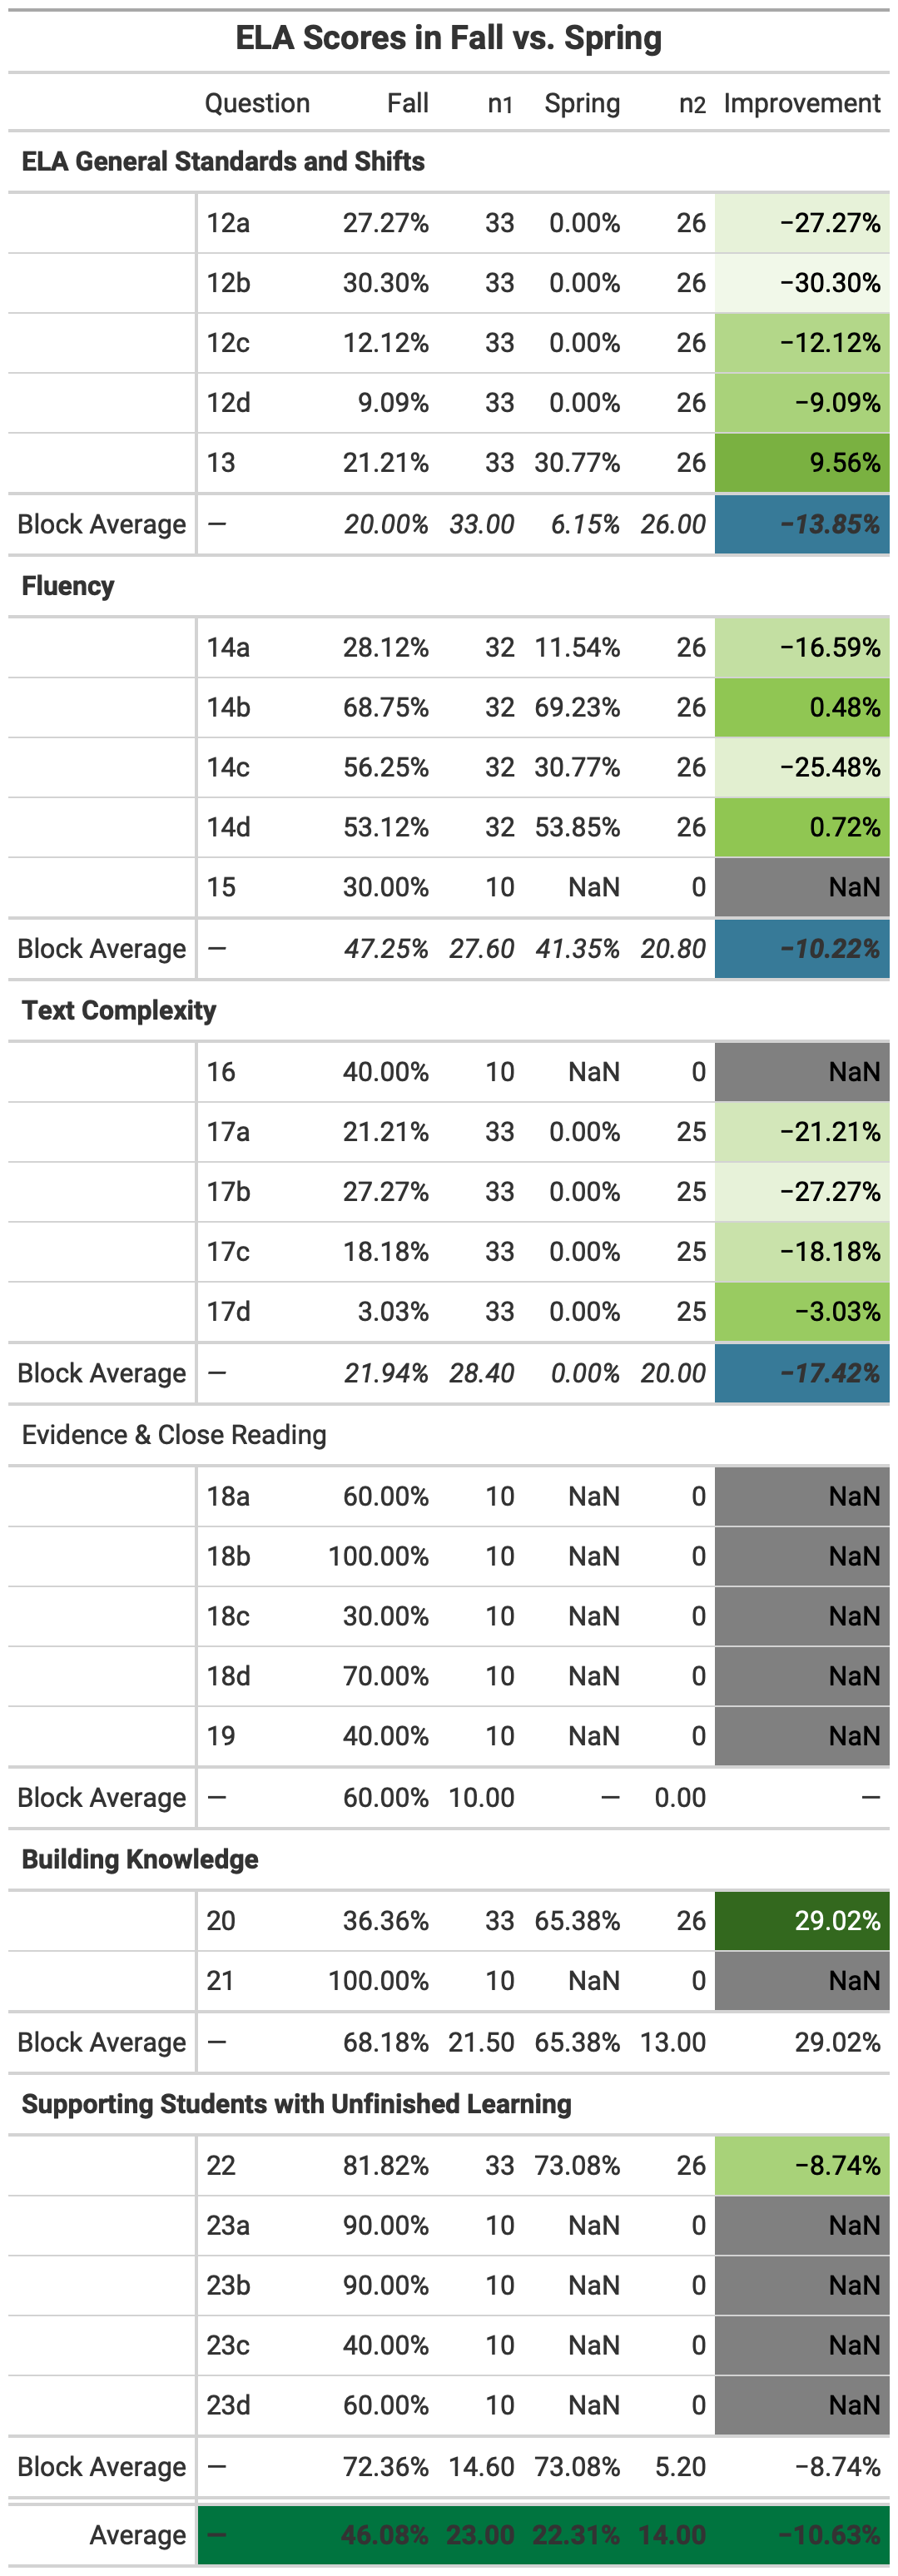 ELA Scores in Fall vs. Spring
Question Fall n1 Spring n2 Improvement
ELA General Standards and Shifts
12a 27.27% 33 0.00% 26 −27.27%
12b 30.30% 33 0.00% 26 −30.30%
12c 12.12% 33 0.00% 26 −12.12%
12d 9.09% 33 0.00% 26 −9.09%
13 21.21% 33 30.77% 26 9.56%
Block Average — 20.00% 33.00 6.15% 26.00 −13.85%
Fluency
14a 28.12% 32 11.54% 26 −16.59%
14b 68.75% 32 69.23% 26 0.48%
14c 56.25% 32 30.77% 26 −25.48%
14d 53.12% 32 53.85% 26 0.72%
15 30.00% 10 NaN 0 NaN
Block Average — 47.25% 27.60 41.35% 20.80 −10.22%
Text Complexity
16 40.00% 10 NaN 0 NaN
17a 21.21% 33 0.00% 25 −21.21%
17b 27.27% 33 0.00% 25 −27.27%
17c 18.18% 33 0.00% 25 −18.18%
17d 3.03% 33 0.00% 25 −3.03%
Block Average — 21.94% 28.40 0.00% 20.00 −17.42%
Evidence & Close Reading
18a 60.00% 10 NaN 0 NaN
18b 100.00% 10 NaN 0 NaN
18c 30.00% 10 NaN 0 NaN
18d 70.00% 10 NaN 0 NaN
19 40.00% 10 NaN 0 NaN
Block Average — 60.00% 10.00 — 0.00 —
Building Knowledge
20 36.36% 33 65.38% 26 29.02%
21 100.00% 10 NaN 0 NaN
Block Average — 68.18% 21.50 65.38% 13.00 29.02%
Supporting Students with Unfinished Learning
22 81.82% 33 73.08% 26 −8.74%
23a 90.00% 10 NaN 0 NaN
23b 90.00% 10 NaN 0 NaN
23c 40.00% 10 NaN 0 NaN
23d 60.00% 10 NaN 0 NaN
Block Average — 72.36% 14.60 73.08% 5.20 −8.74%
Average — 46.08% 23.00 22.31% 14.00 −10.63%